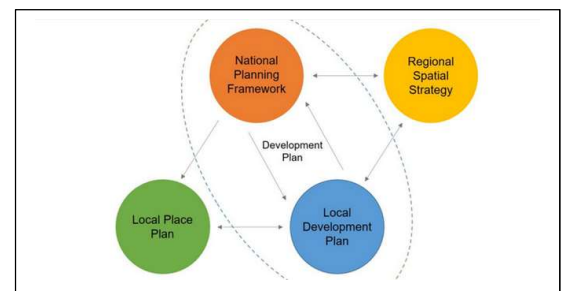 National
Planning
Framework
Regional
Spatial
Strategy
Development
Plan
Local Place
Plan
Local
Development
Plan